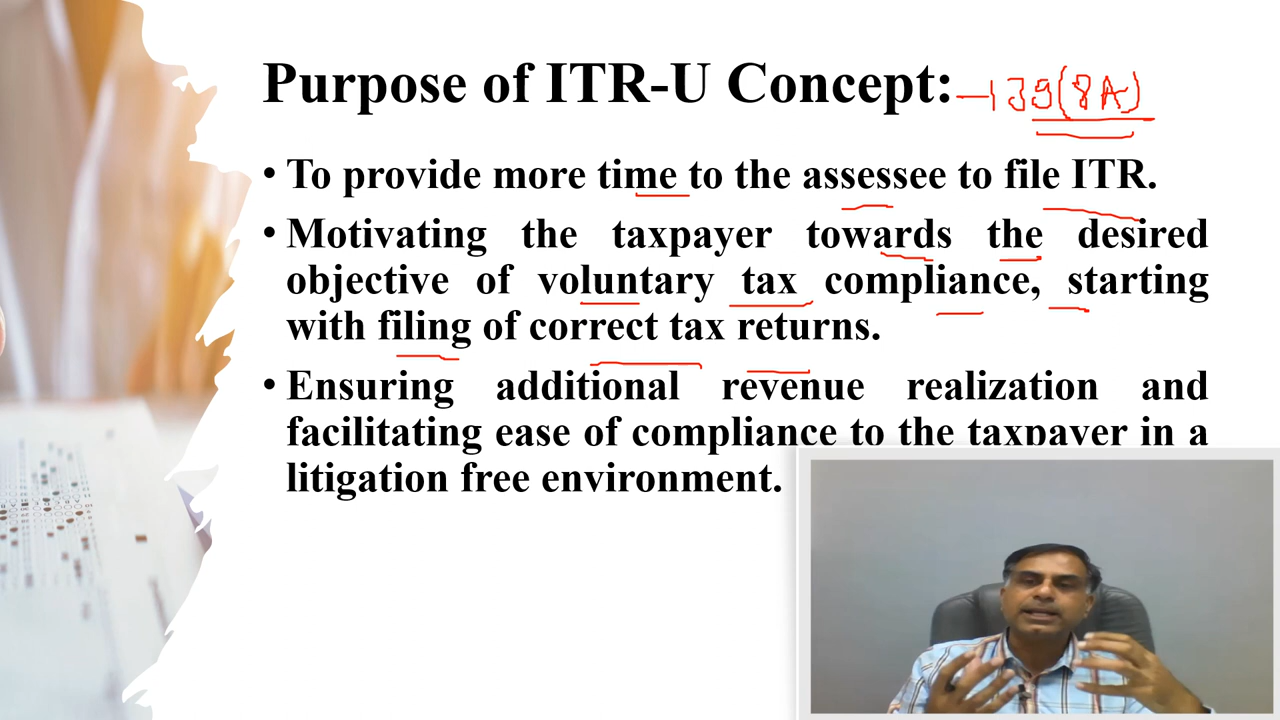 Purpose of ITR-U Concept: –139(8A)
• To provide more time to the assessee to file ITR.
• Motivating the taxpayer towards the desired
objective of voluntary tax compliance, starting
with filing of correct tax returns.
• Ensuring additional revenue realization and
facilitating ease of compliance to the taxpayer in a
litigation free environment.